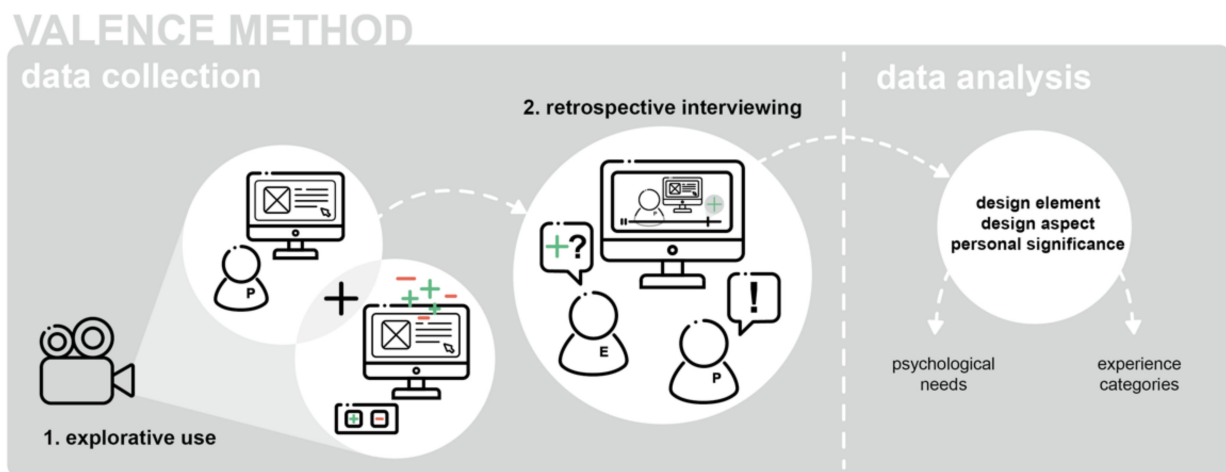 VALENCE METHOD
data collection
data analysis
2. retrospective interviewing
P
+
+ -
1. explorative use
P
+
+?
!
E
P
design element
design aspect
personal significance
psychological
needs
experience
categories